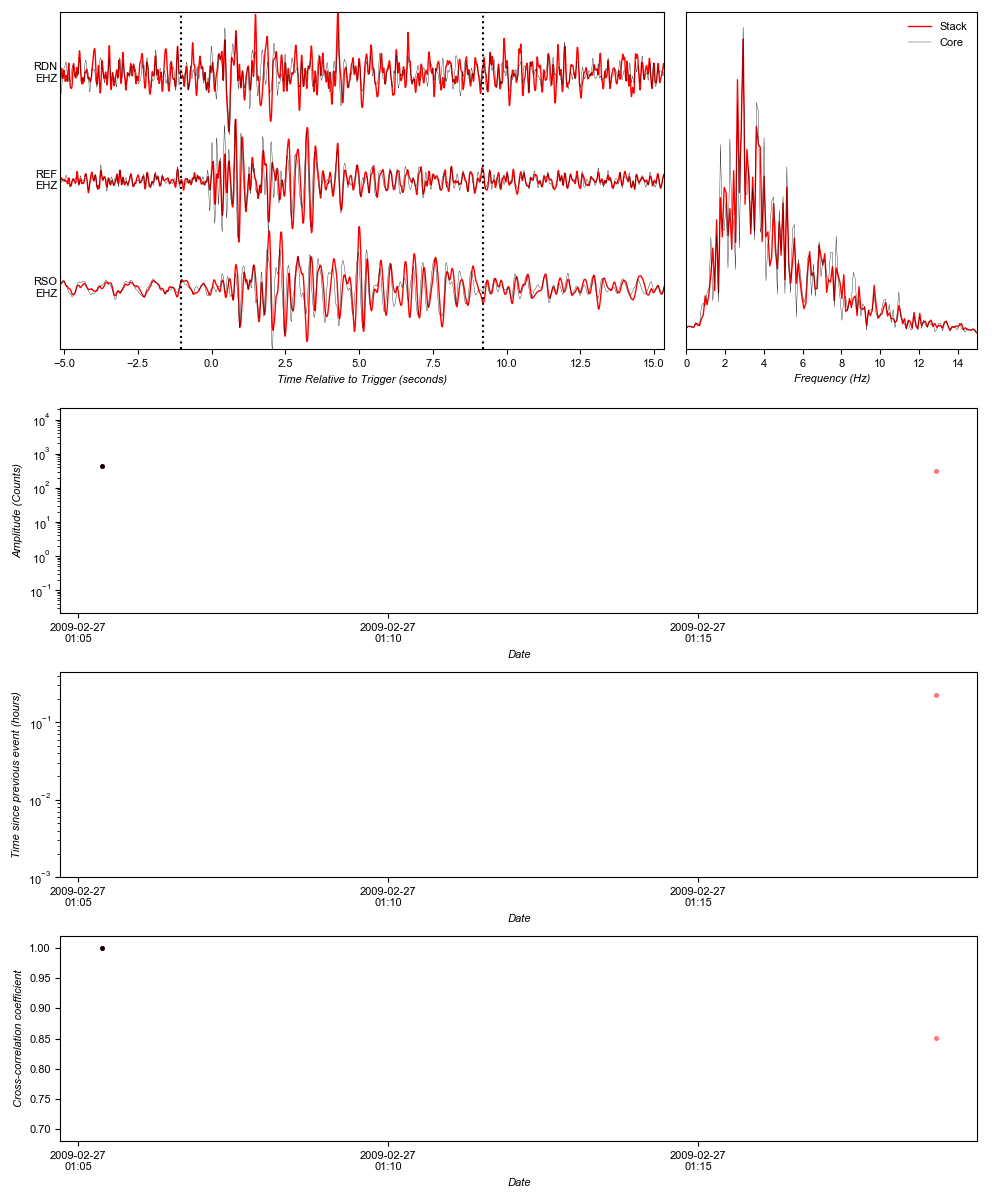 RDN
EHZ
REF
EHZ
RSO
EHZ
−5.0 −2.5 0.0 2.5 5.0 7.5 10.0 12.5 15.0
Time Relative to Trigger (seconds)
Stack
Core
0 2 4 6 8 10 12 14
Frequency (Hz)
10^4
10^3
10^2
10^1
10^0
10^−1
Amplitude (Counts)
2009-02-27 2009-02-27 2009-02-27
01:05 01:10 01:15
Date
10^−1
10^−2
10^−3
Time since previous event (hours)
2009-02-27 2009-02-27 2009-02-27
01:05 01:10 01:15
Date
1.00
0.95
0.90
0.85
0.80
0.75
0.70
Cross-correlation coefficient
2009-02-27 2009-02-27 2009-02-27
01:05 01:10 01:15
Date